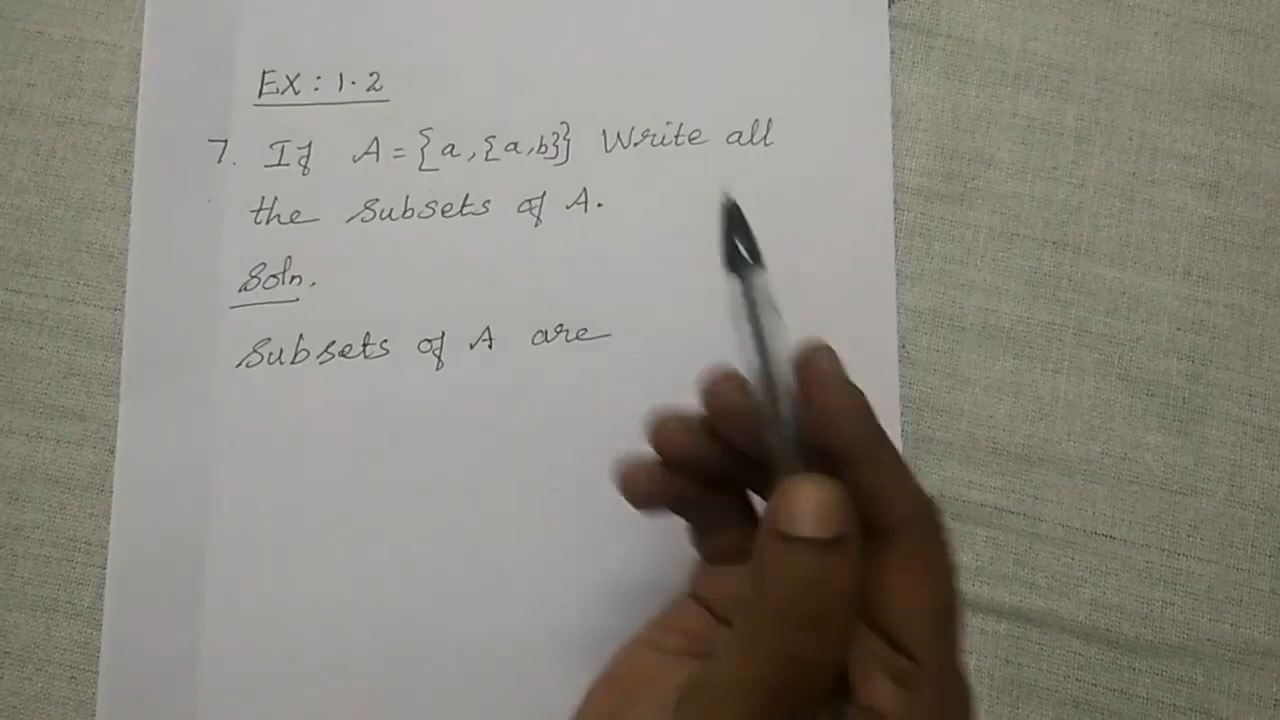 Ex : 1.2
7. If A = {a, {a, b}} Write all
the subsets of A.
Soln.
Subsets of A are